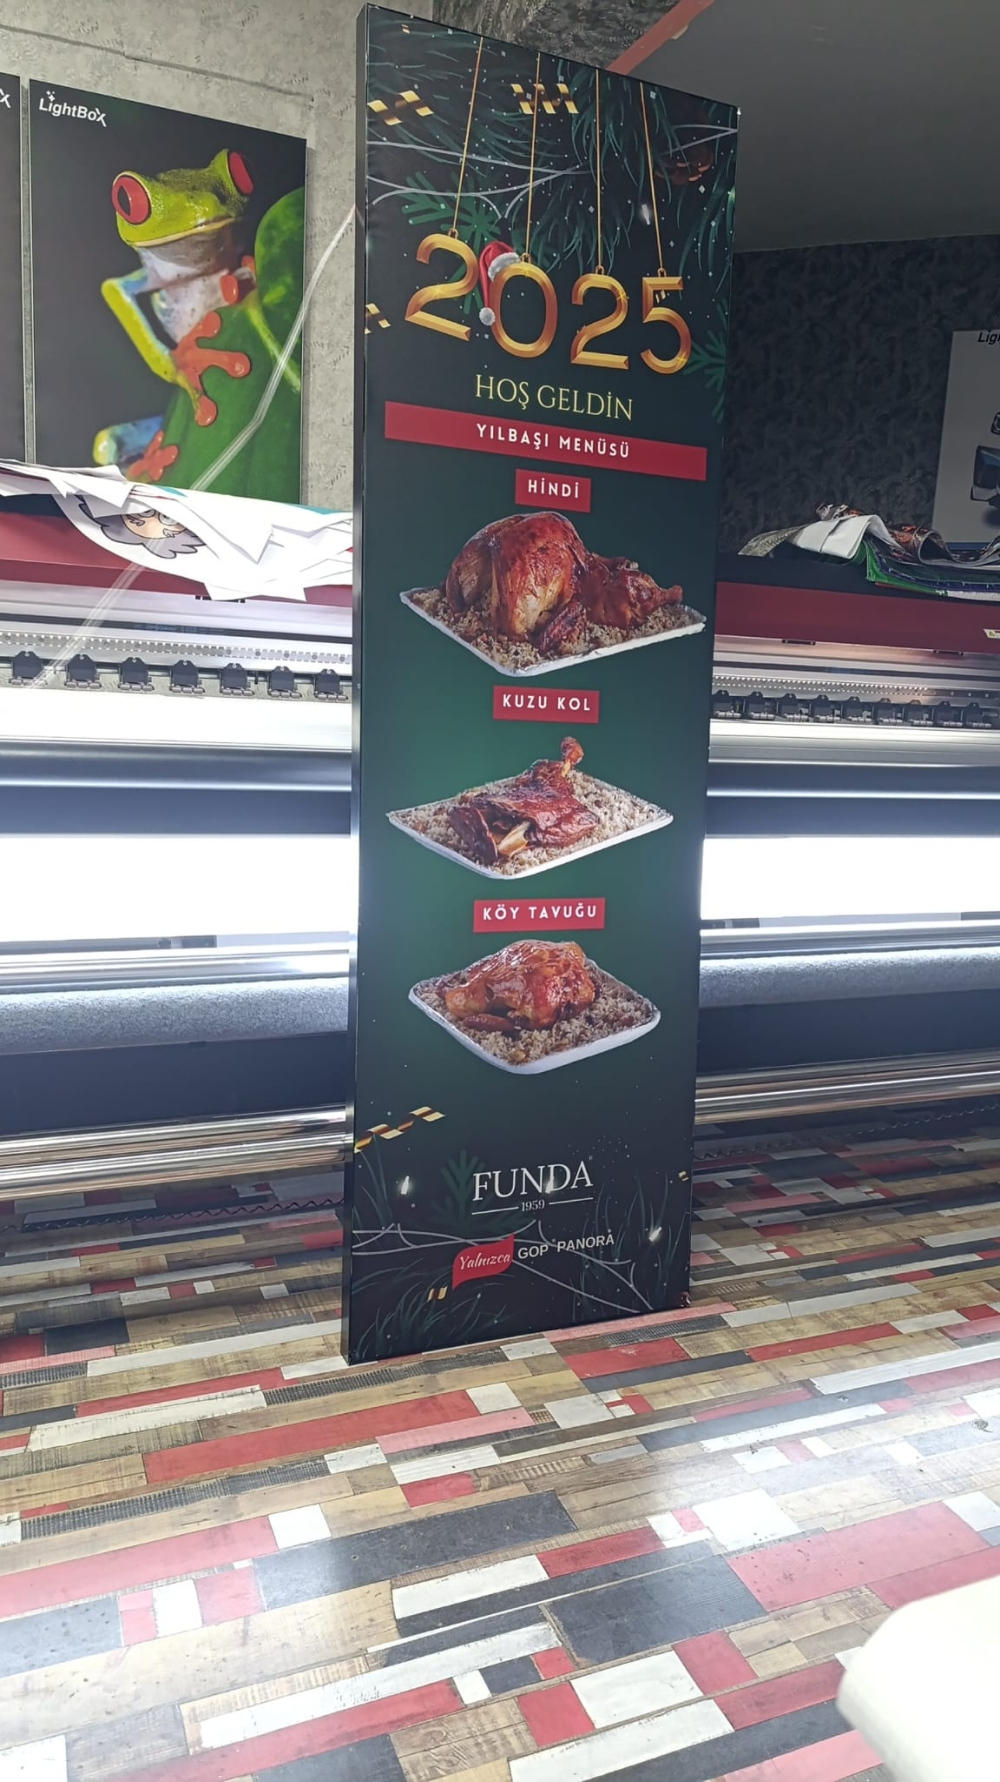 LightBox
2025
HOŞ GELDİN
YILBAŞI MENÜSÜ
HİNDİ
KUZU KOL
KÖY TAVUĞU
FUNDA
1959
Yalnızca GOP PANORA